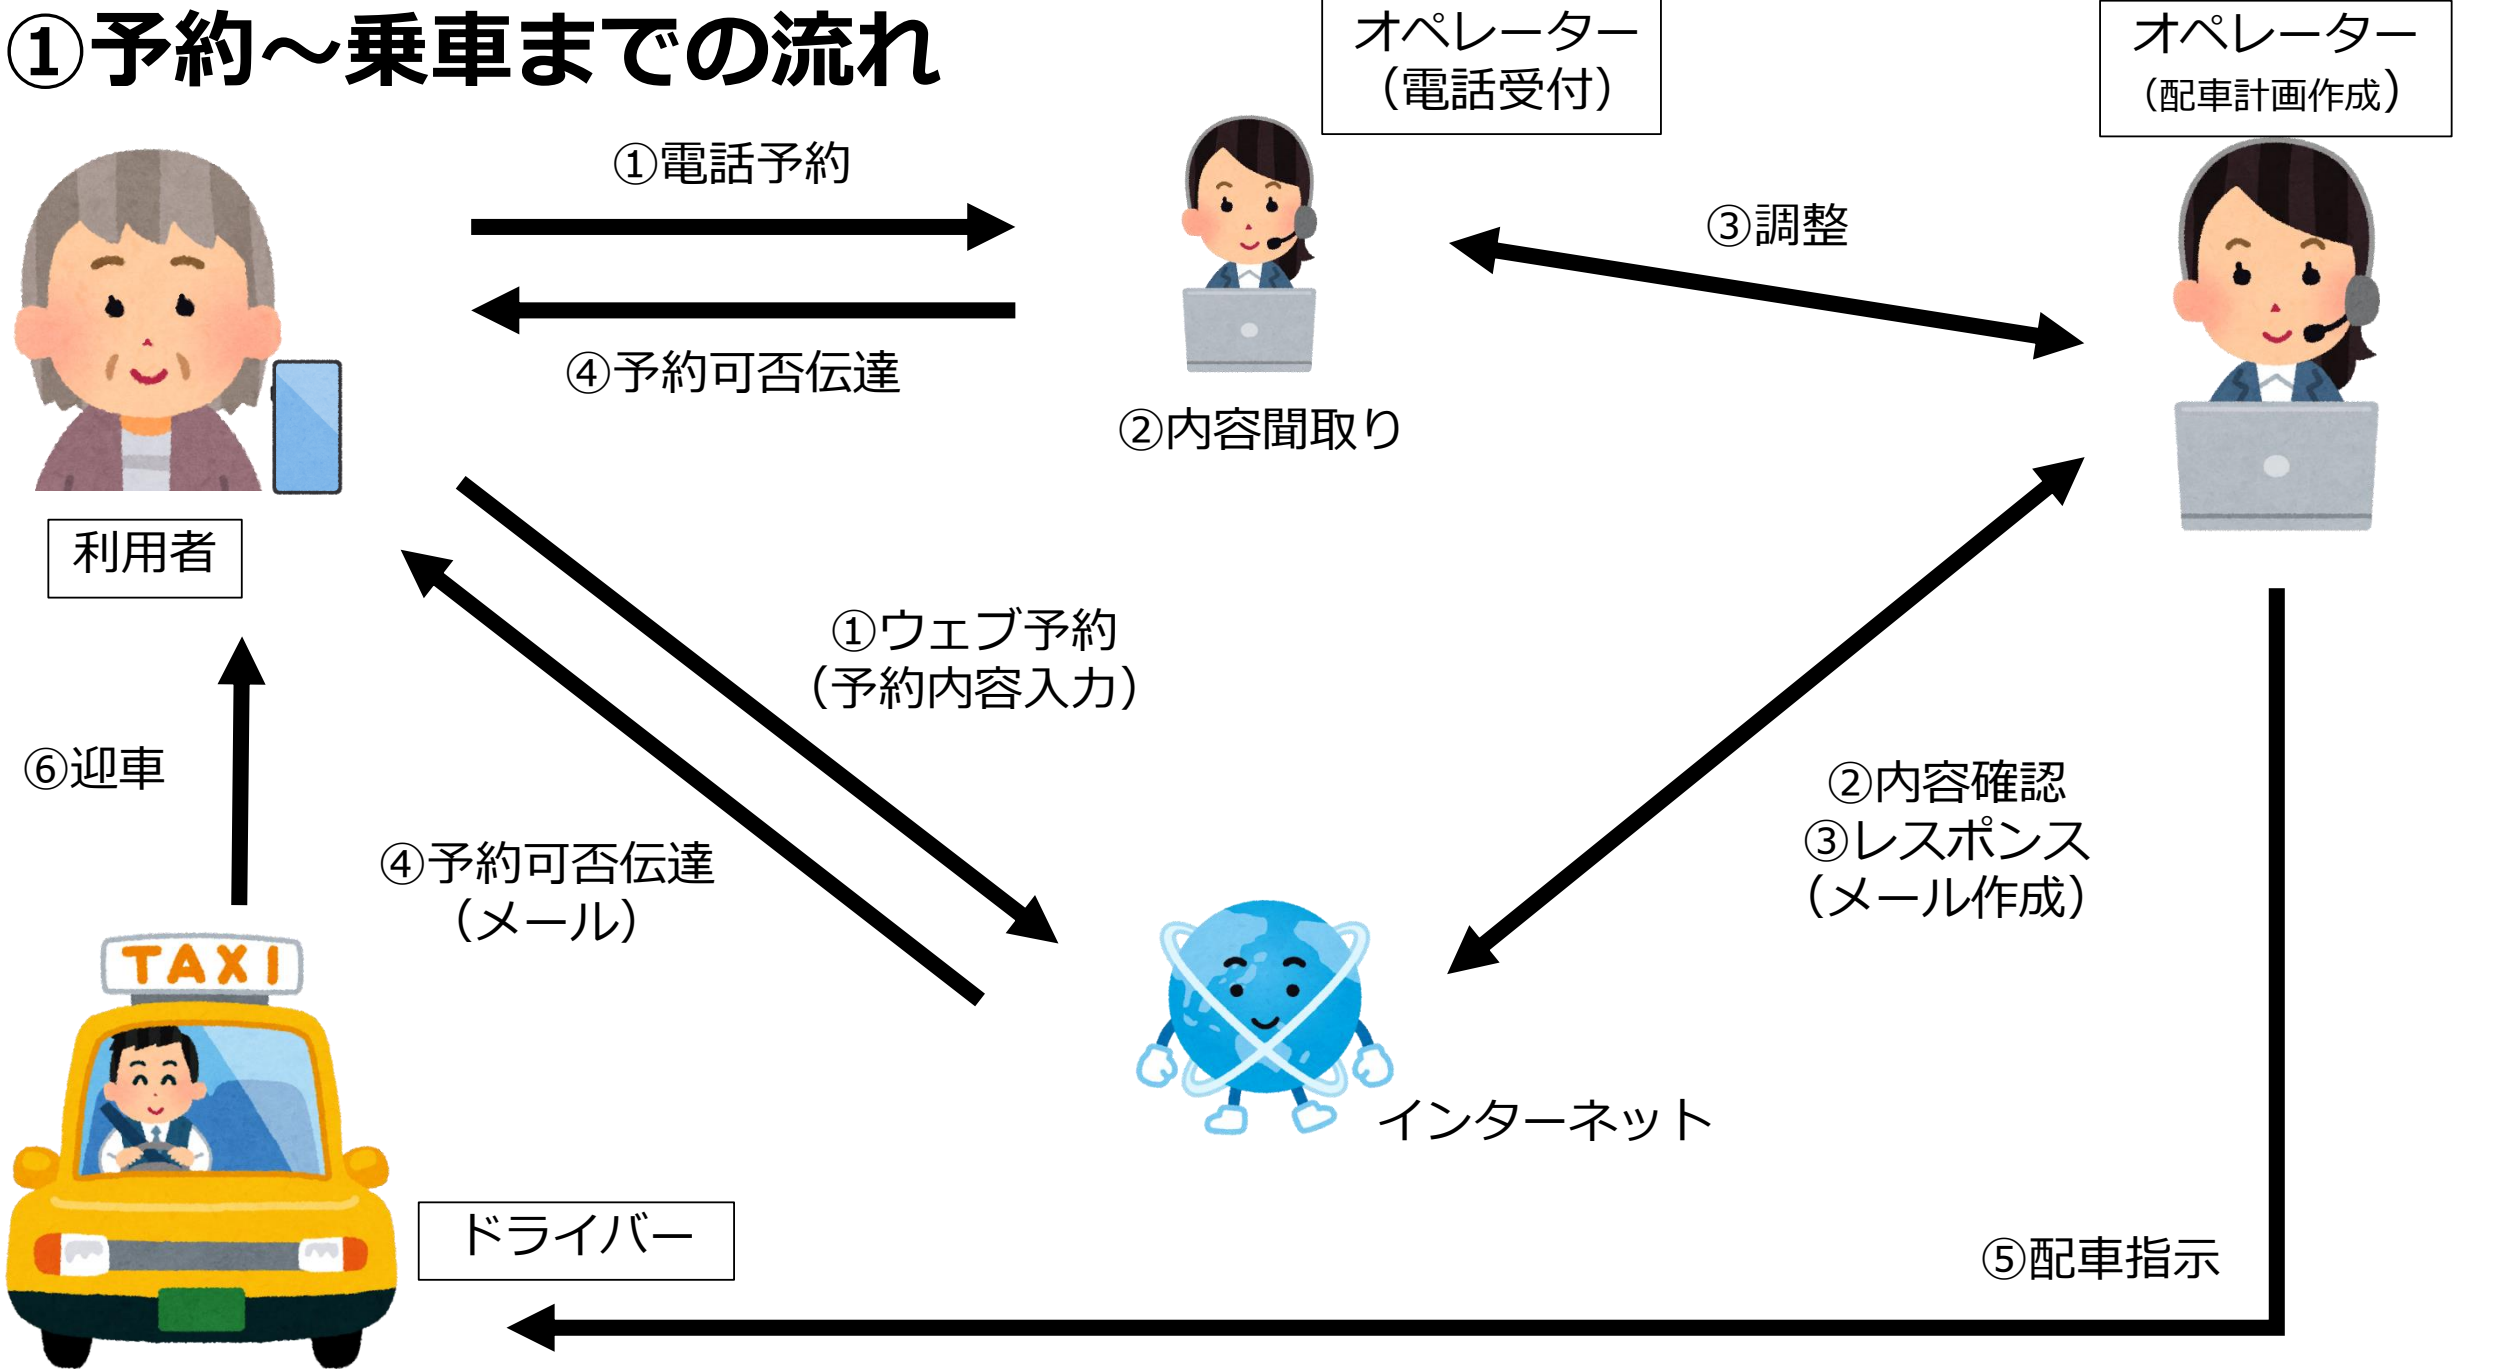 ①予約～乗車までの流れ
オペレーター
（電話受付）
オペレーター
（配車計画作成）
①電話予約
③調整
④予約可否伝達
②内容聞取り
利用者
①ウェブ予約
（予約内容入力）
⑥迎車
②内容確認
③レスポンス
（メール作成）
④予約可否伝達
（メール）
TAXI
インターネット
ドライバー
⑤配車指示